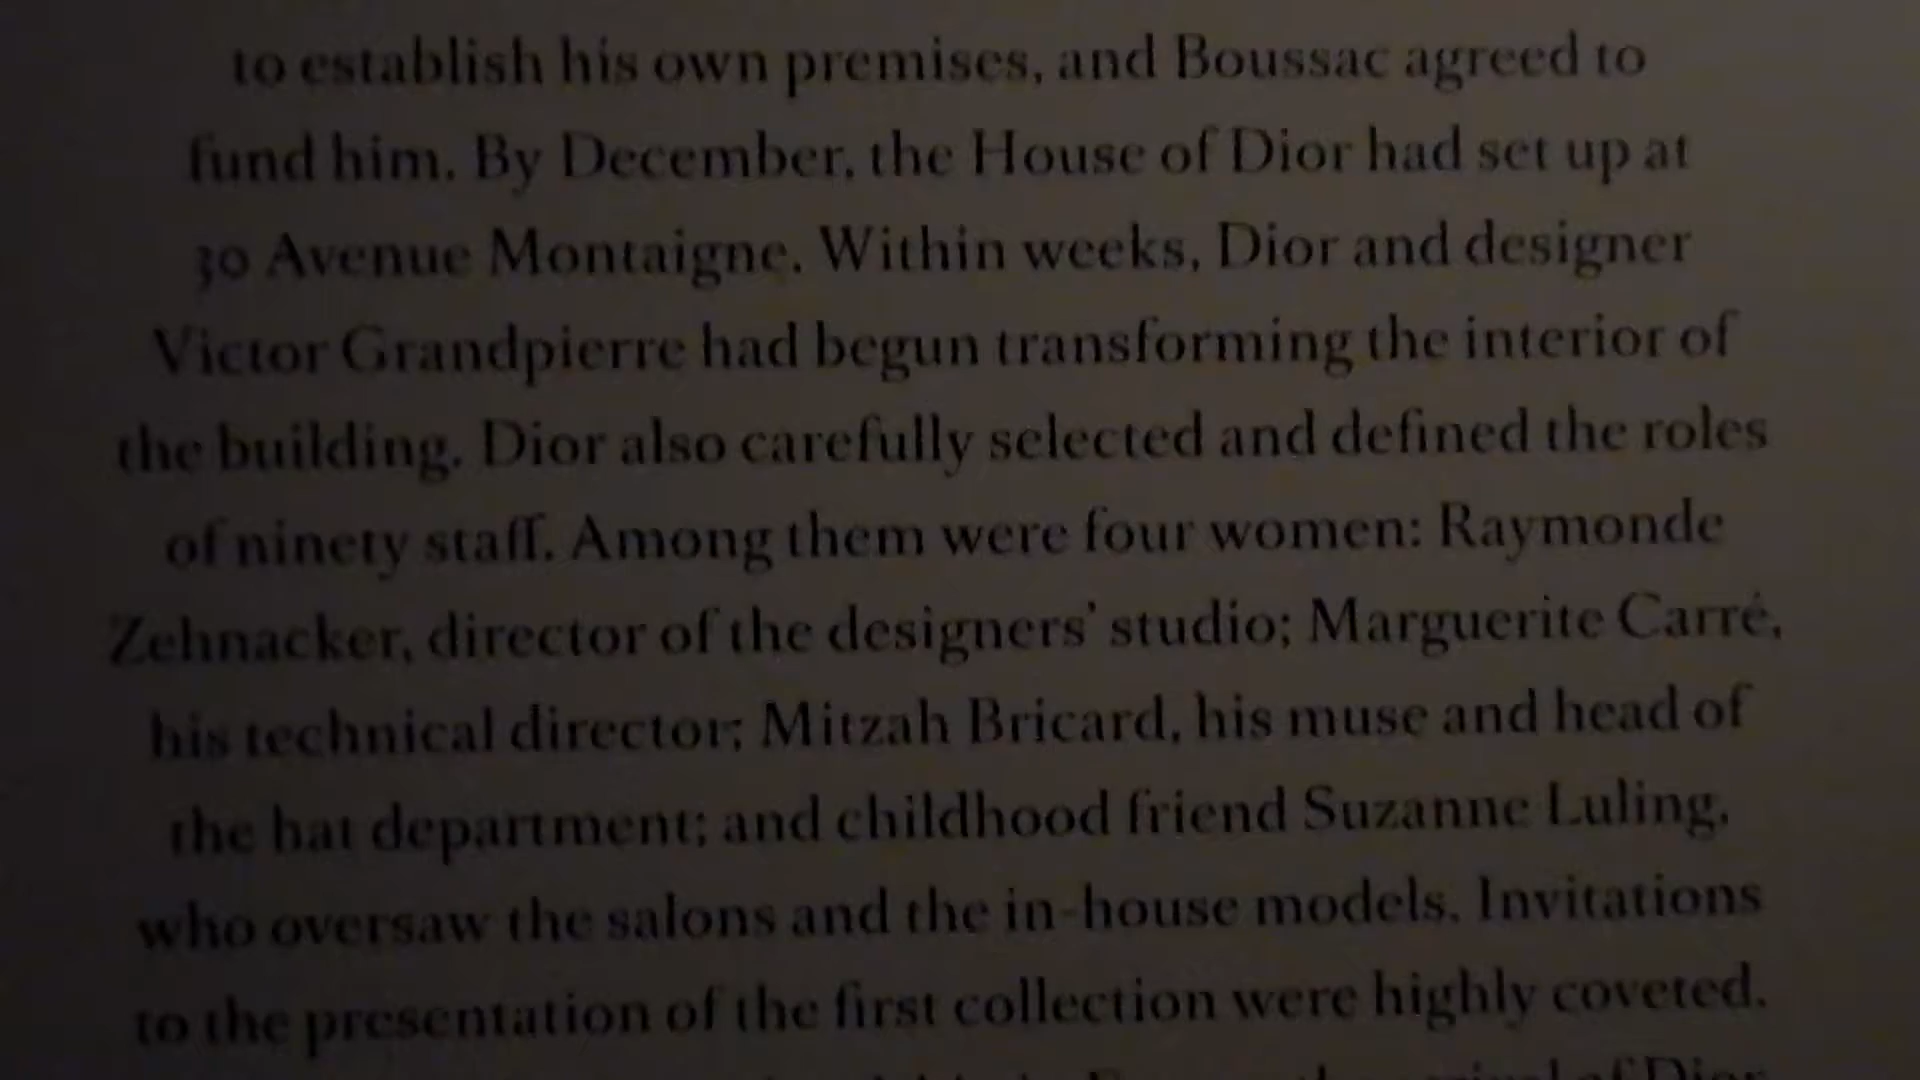 to establish his own premises, and Boussac agreed to
fund him. By December, the House of Dior had set up at
30 Avenue Montaigne. Within weeks, Dior and designer
Victor Grandpierre had begun transforming the interior of
the building. Dior also carefully selected and defined the roles
of ninety staff. Among them were four women: Raymonde
Zehnacker, director of the designers' studio; Marguerite Carré,
his technical director; Mitzah Bricard, his muse and head of
the hat department; and childhood friend Suzanne Luling,
who oversaw the salons and the in-house models. Invitations
to the presentation of the first collection were highly coveted.
of Dior